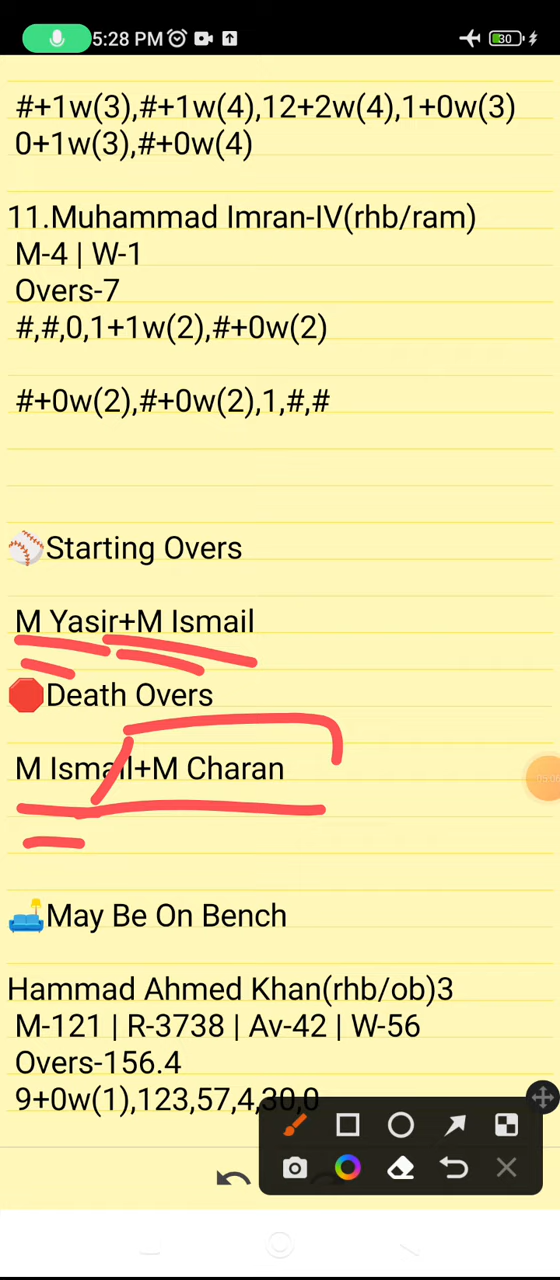 5:28 PM
30
#+1w(3),#+1w(4),12+2w(4),1+0w(3)
0+1w(3),#+0w(4)
11.Muhammad Imran-IV(rhb/ram)
M-4 | W-1
Overs-7
#,#,0,1+1w(2),#+0w(2)
#+0w(2),#+0w(2),1,#,#
Starting Overs
M Yasir+M Ismail
Death Overs
M Ismail+M Charan
05:06
May Be On Bench
Hammad Ahmed Khan(rhb/ob)3
M-121 | R-3738 | Av-42 | W-56
Overs-156.4
9+0w(1),123,57,4,30,0